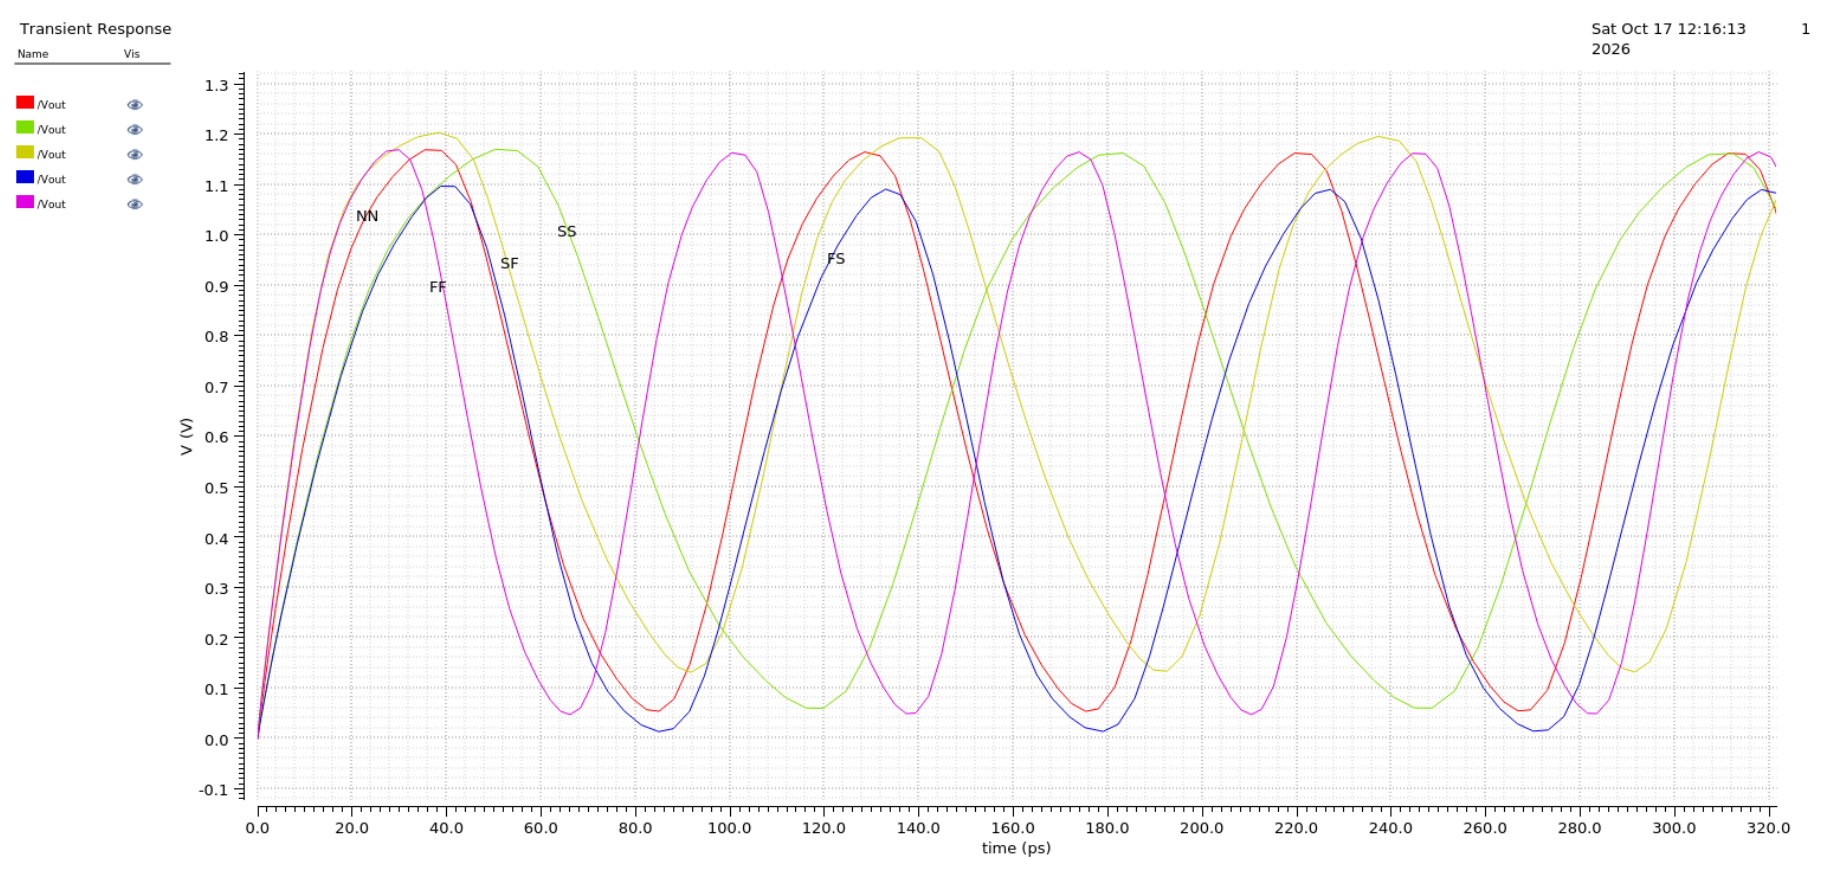 Transient Response
Sat Oct 17 12:16:13 1
2026
Name Vis
/Vout
/Vout
/Vout
/Vout
/Vout
V (V)
1.3
1.2
1.1
1.0
0.9
0.8
0.7
0.6
0.5
0.4
0.3
0.2
0.1
0.0
-0.1
NN
SS
FS
SF
FF
0.0 20.0 40.0 60.0 80.0 100.0 120.0 140.0 160.0 180.0 200.0 220.0 240.0 260.0 280.0 300.0 320.0
time (ps)